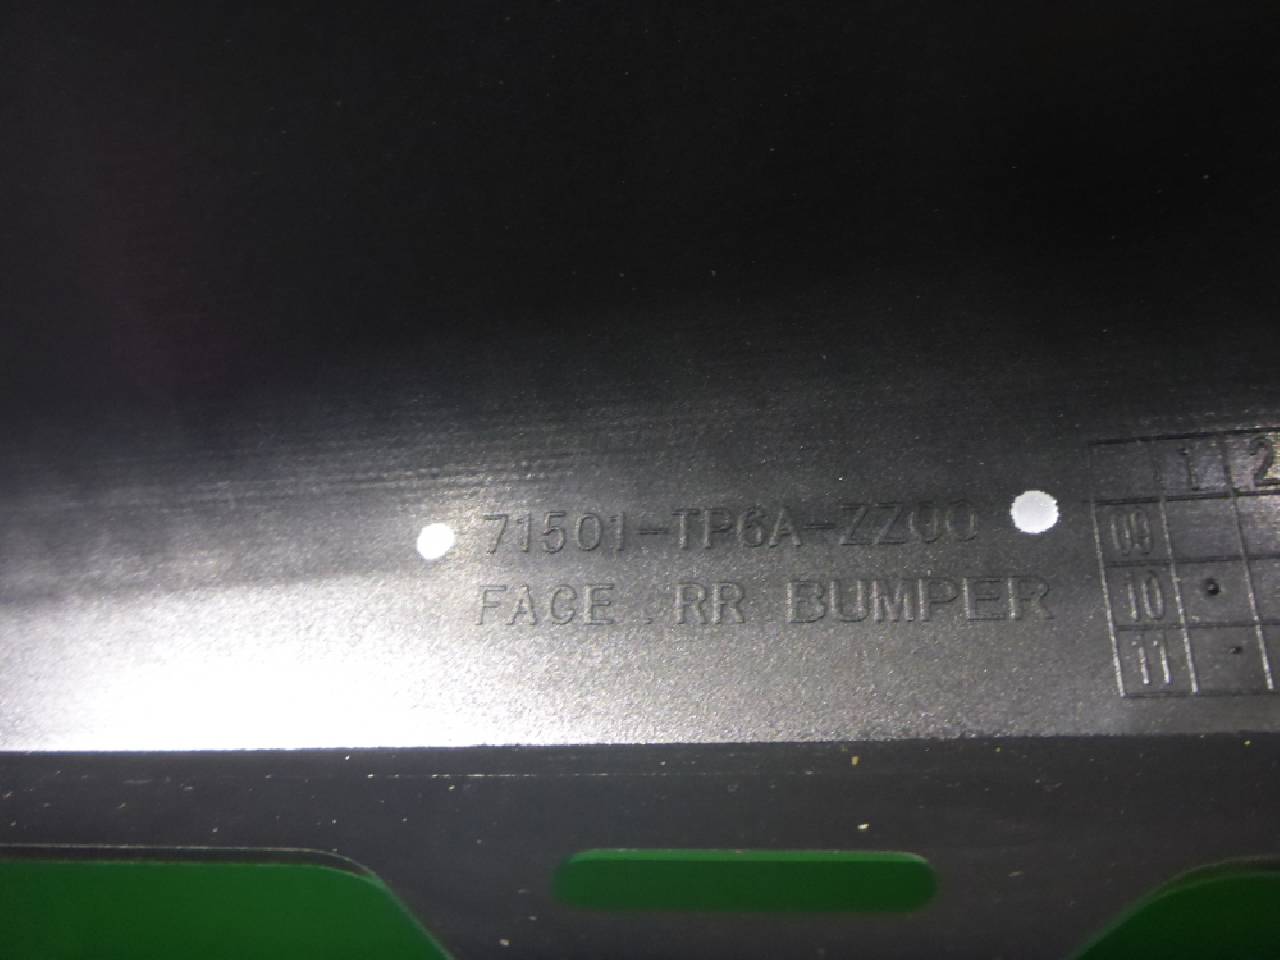 71501-TP6A-ZZ00
FACE . RR BUMPER
1 2
09
10
11